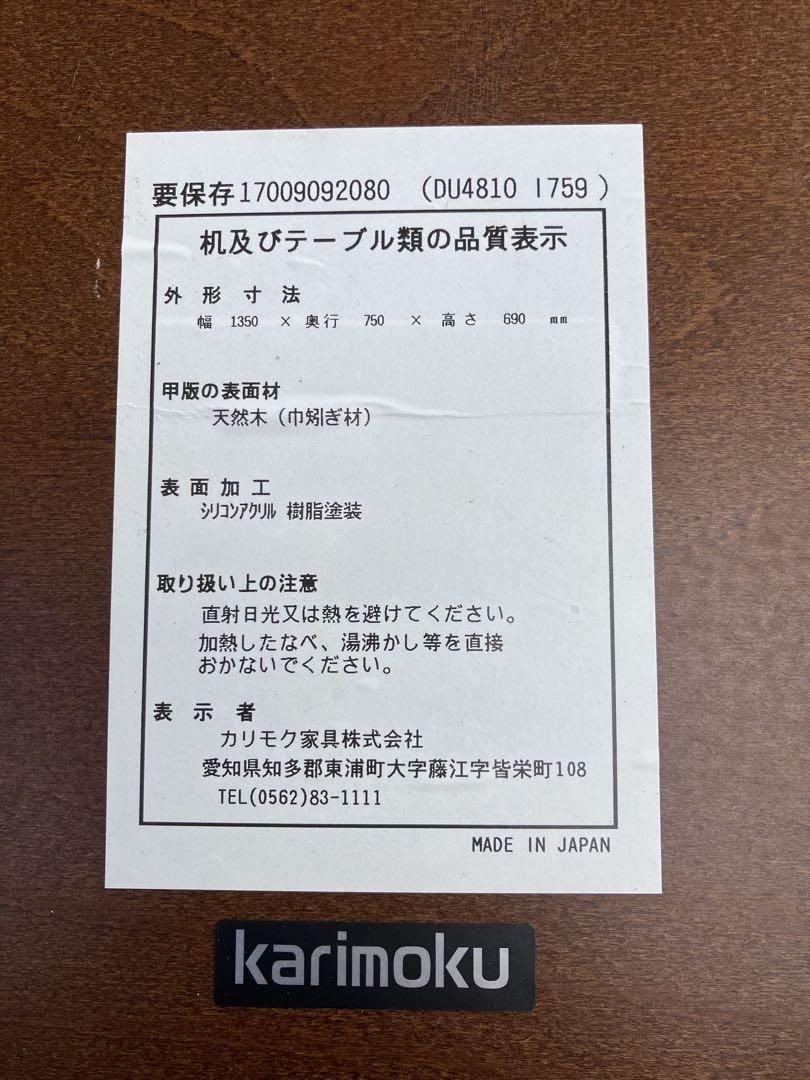 要保存17009092080 (DU4810 I759 )
机及びテーブル類の品質表示
外 形 寸 法
幅 1350 × 奥行 750 × 高さ 690 mm
甲版の表面材
天然木(巾矧ぎ材)
表 面 加 工
ｼﾘｺﾝｱｸﾘﾙ 樹脂塗装
取り扱い上の注意
直射日光又は熱を避けてください。
加熱したなべ、湯沸かし等を直接
おかないでください。
表 示 者
カリモク家具株式会社
愛知県知多郡東浦町大字藤江字皆栄町108
TEL(0562)83-1111
MADE IN JAPAN
karimoku